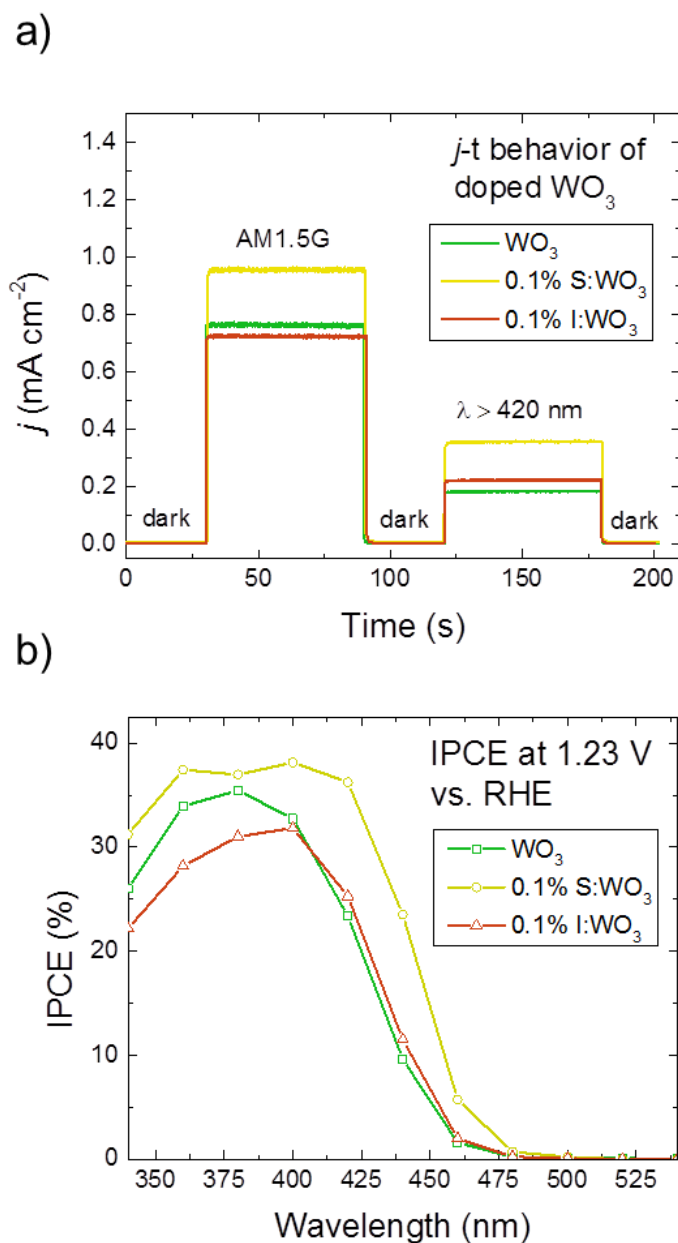 a)
j-t behavior of
doped WO₃
AM1.5G
WO₃
0.1% S:WO₃
0.1% I:WO₃
λ > 420 nm
dark
dark
dark
j (mA cm⁻²)
1.4
1.2
1.0
0.8
0.6
0.4
0.2
0.0
0
50
100
150
200
Time (s)
b)
IPCE at 1.23 V
vs. RHE
WO₃
0.1% S:WO₃
0.1% I:WO₃
IPCE (%)
40
30
20
10
0
350
375
400
425
450
475
500
525
Wavelength (nm)